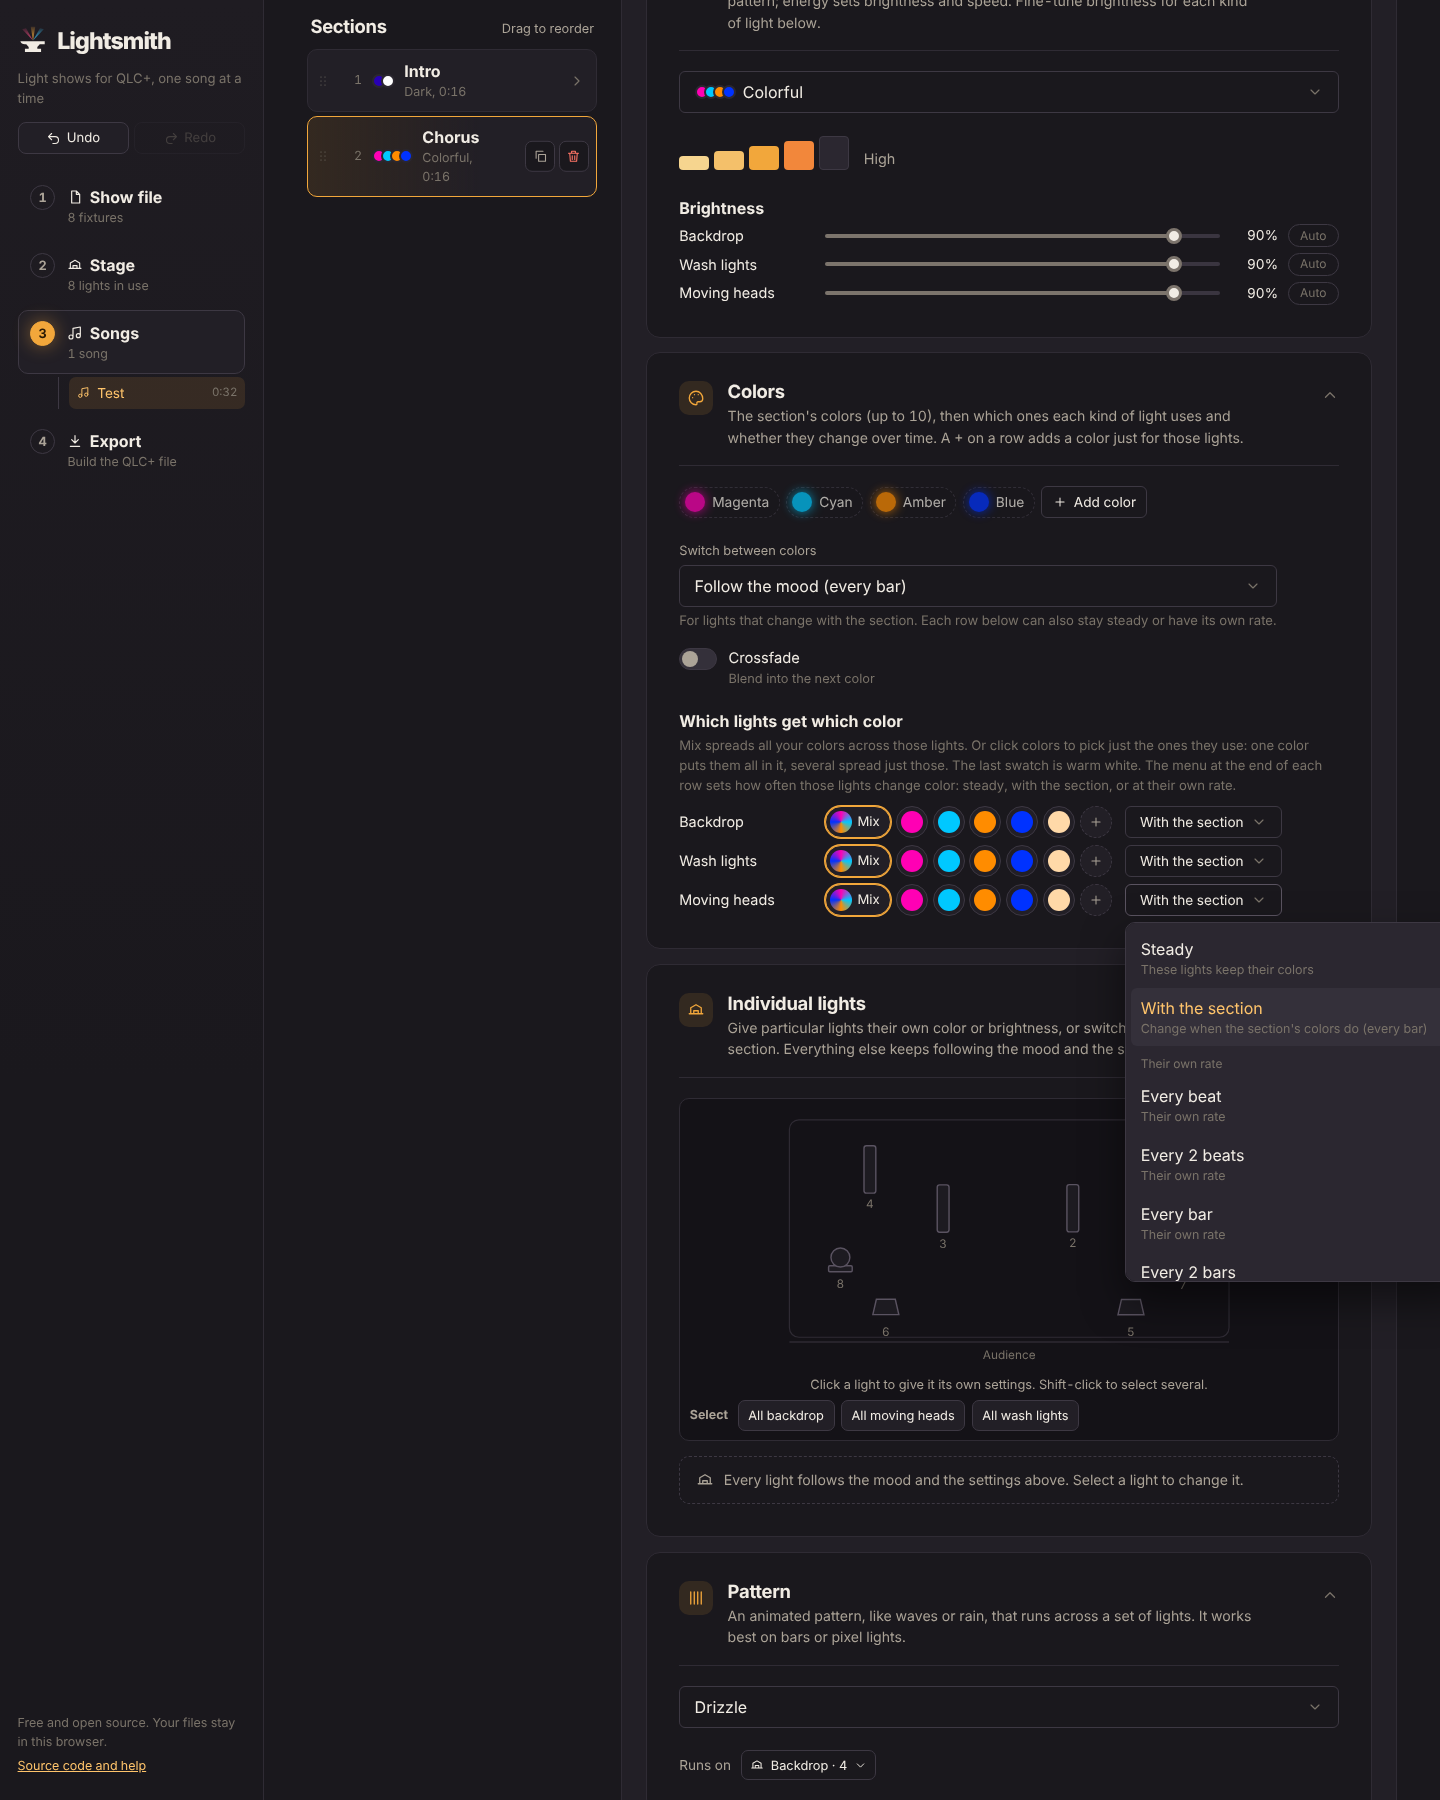 Lightsmith
Light shows for QLC+, one song at a
time
Undo
Redo
1
Show file
8 fixtures
2
Stage
8 lights in use
3
Songs
1 song
Test
0:32
4
Export
Build the QLC+ file
Free and open source. Your files stay
in this browser.
Source code and help
Sections
Drag to reorder
1
Intro
Dark, 0:16
2
Chorus
Colorful,
0:16
pattern; energy sets brightness and speed. Fine-tune brightness for each kind
of light below.
Colorful
High
Brightness
Backdrop
90%
Auto
Wash lights
90%
Auto
Moving heads
90%
Auto
Colors
The section's colors (up to 10), then which ones each kind of light uses and
whether they change over time. A + on a row adds a color just for those lights.
Magenta
Cyan
Amber
Blue
+ Add color
Switch between colors
Follow the mood (every bar)
For lights that change with the section. Each row below can also stay steady or have its own rate.
Crossfade
Blend into the next color
Which lights get which color
Mix spreads all your colors across those lights. Or click colors to pick just the ones they use: one color
puts them all in it, several spread just those. The last swatch is warm white. The menu at the end of each
row sets how often those lights change color: steady, with the section, or at their own rate.
Backdrop
Mix
+
With the section
Wash lights
Mix
+
With the section
Moving heads
Mix
+
With the section
Steady
These lights keep their colors
With the section
Change when the section's colors do (every bar)
Their own rate
Every beat
Their own rate
Every 2 beats
Their own rate
Every bar
Their own rate
Every 2 bars
Individual lights
Give particular lights their own color or brightness, or switch
section. Everything else keeps following the mood and the s
4
3
2
8
7
6
5
Audience
Click a light to give it its own settings. Shift-click to select several.
Select
All backdrop
All moving heads
All wash lights
Every light follows the mood and the settings above. Select a light to change it.
Pattern
An animated pattern, like waves or rain, that runs across a set of lights. It works
best on bars or pixel lights.
Drizzle
Runs on
Backdrop · 4